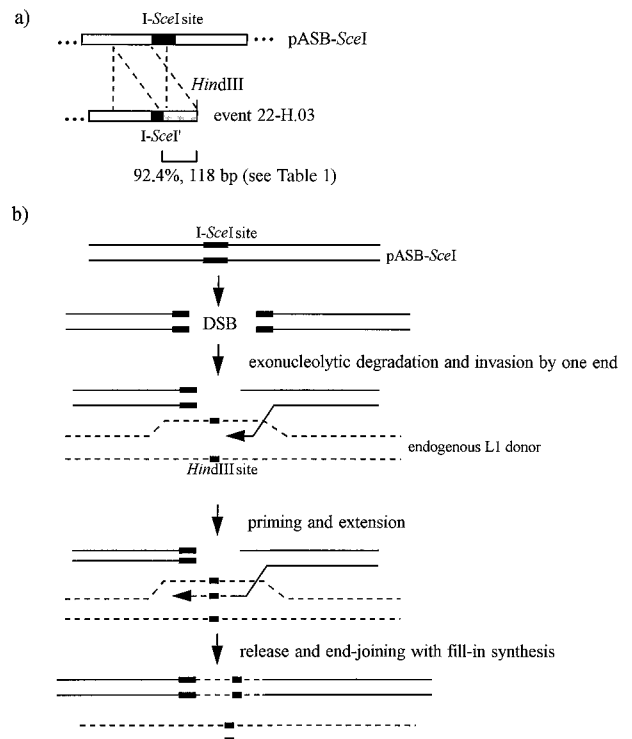 a)
I-SceI site
... ... pASB-SceI
HindIII
... event 22-H.03
I-SceI'
92.4%, 118 bp (see Table 1)
b)
I-SceI site
pASB-SceI
DSB
exonucleolytic degradation and invasion by one end
endogenous L1 donor
HindIII site
priming and extension
release and end-joining with fill-in synthesis